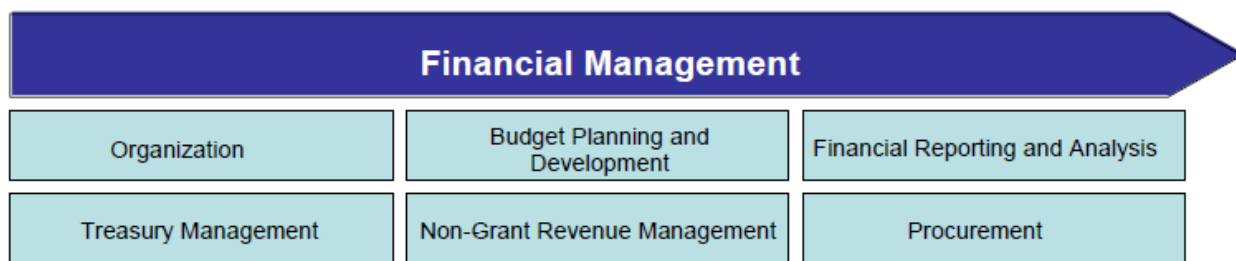 Financial Management
Organization
Budget Planning and
Development
Financial Reporting and Analysis
Treasury Management
Non-Grant Revenue Management
Procurement